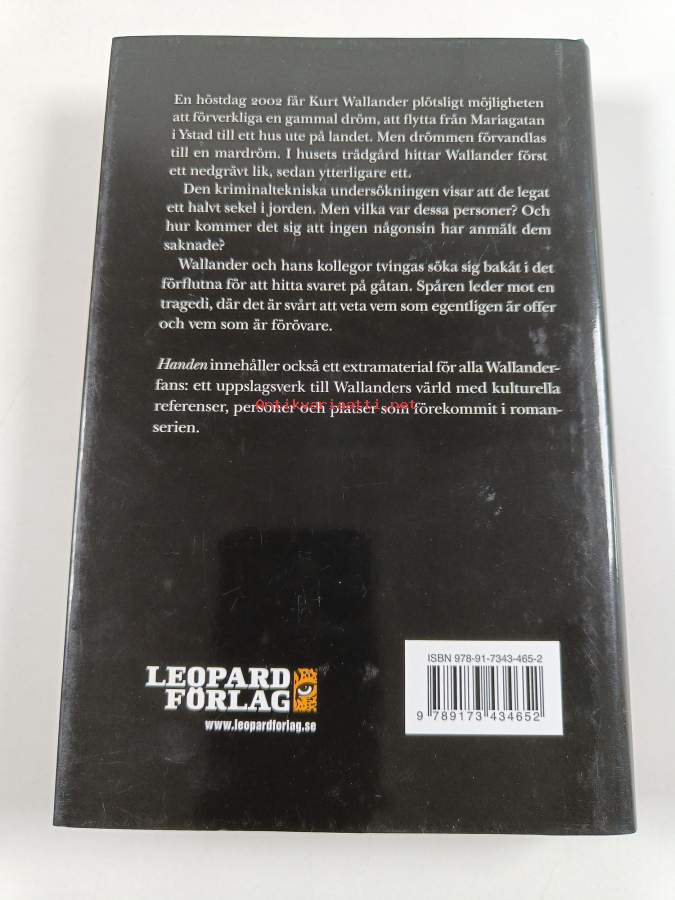 En höstdag 2002 får Kurt Wallander plötsligt möjligheten
att förverkliga en gammal dröm, att flytta från Mariagatan
i Ystad till ett hus ute på landet. Men drömmen förvandlas
till en mardröm. I husets trädgård hittar Wallander först
ett nedgrävt lik, sedan ytterligare ett.
Den kriminaltekniska undersökningen visar att de legat
ett halvt sekel i jorden. Men vilka var dessa personer? Och
hur kommer det sig att ingen någonsin har anmält dem
saknade?
Wallander och hans kollegor tvingas söka sig bakåt i det
förflutna för att hitta svaret på gåtan. Spåren leder mot en
tragedi, där det är svårt att veta vem som egentligen är offer
och vem som är förövare.
Handen innehåller också ett extramaterial för alla Wallander-
fans: ett uppslagsverk till Wallanders värld med kulturella
referenser, personer och platser som förekommit i roman-
serien.
Antikvariaatti.net
ISBN 978-91-7343-465-2
9 789173 434652
LEOPARD
FÖRLAG
www.leopardforlag.se